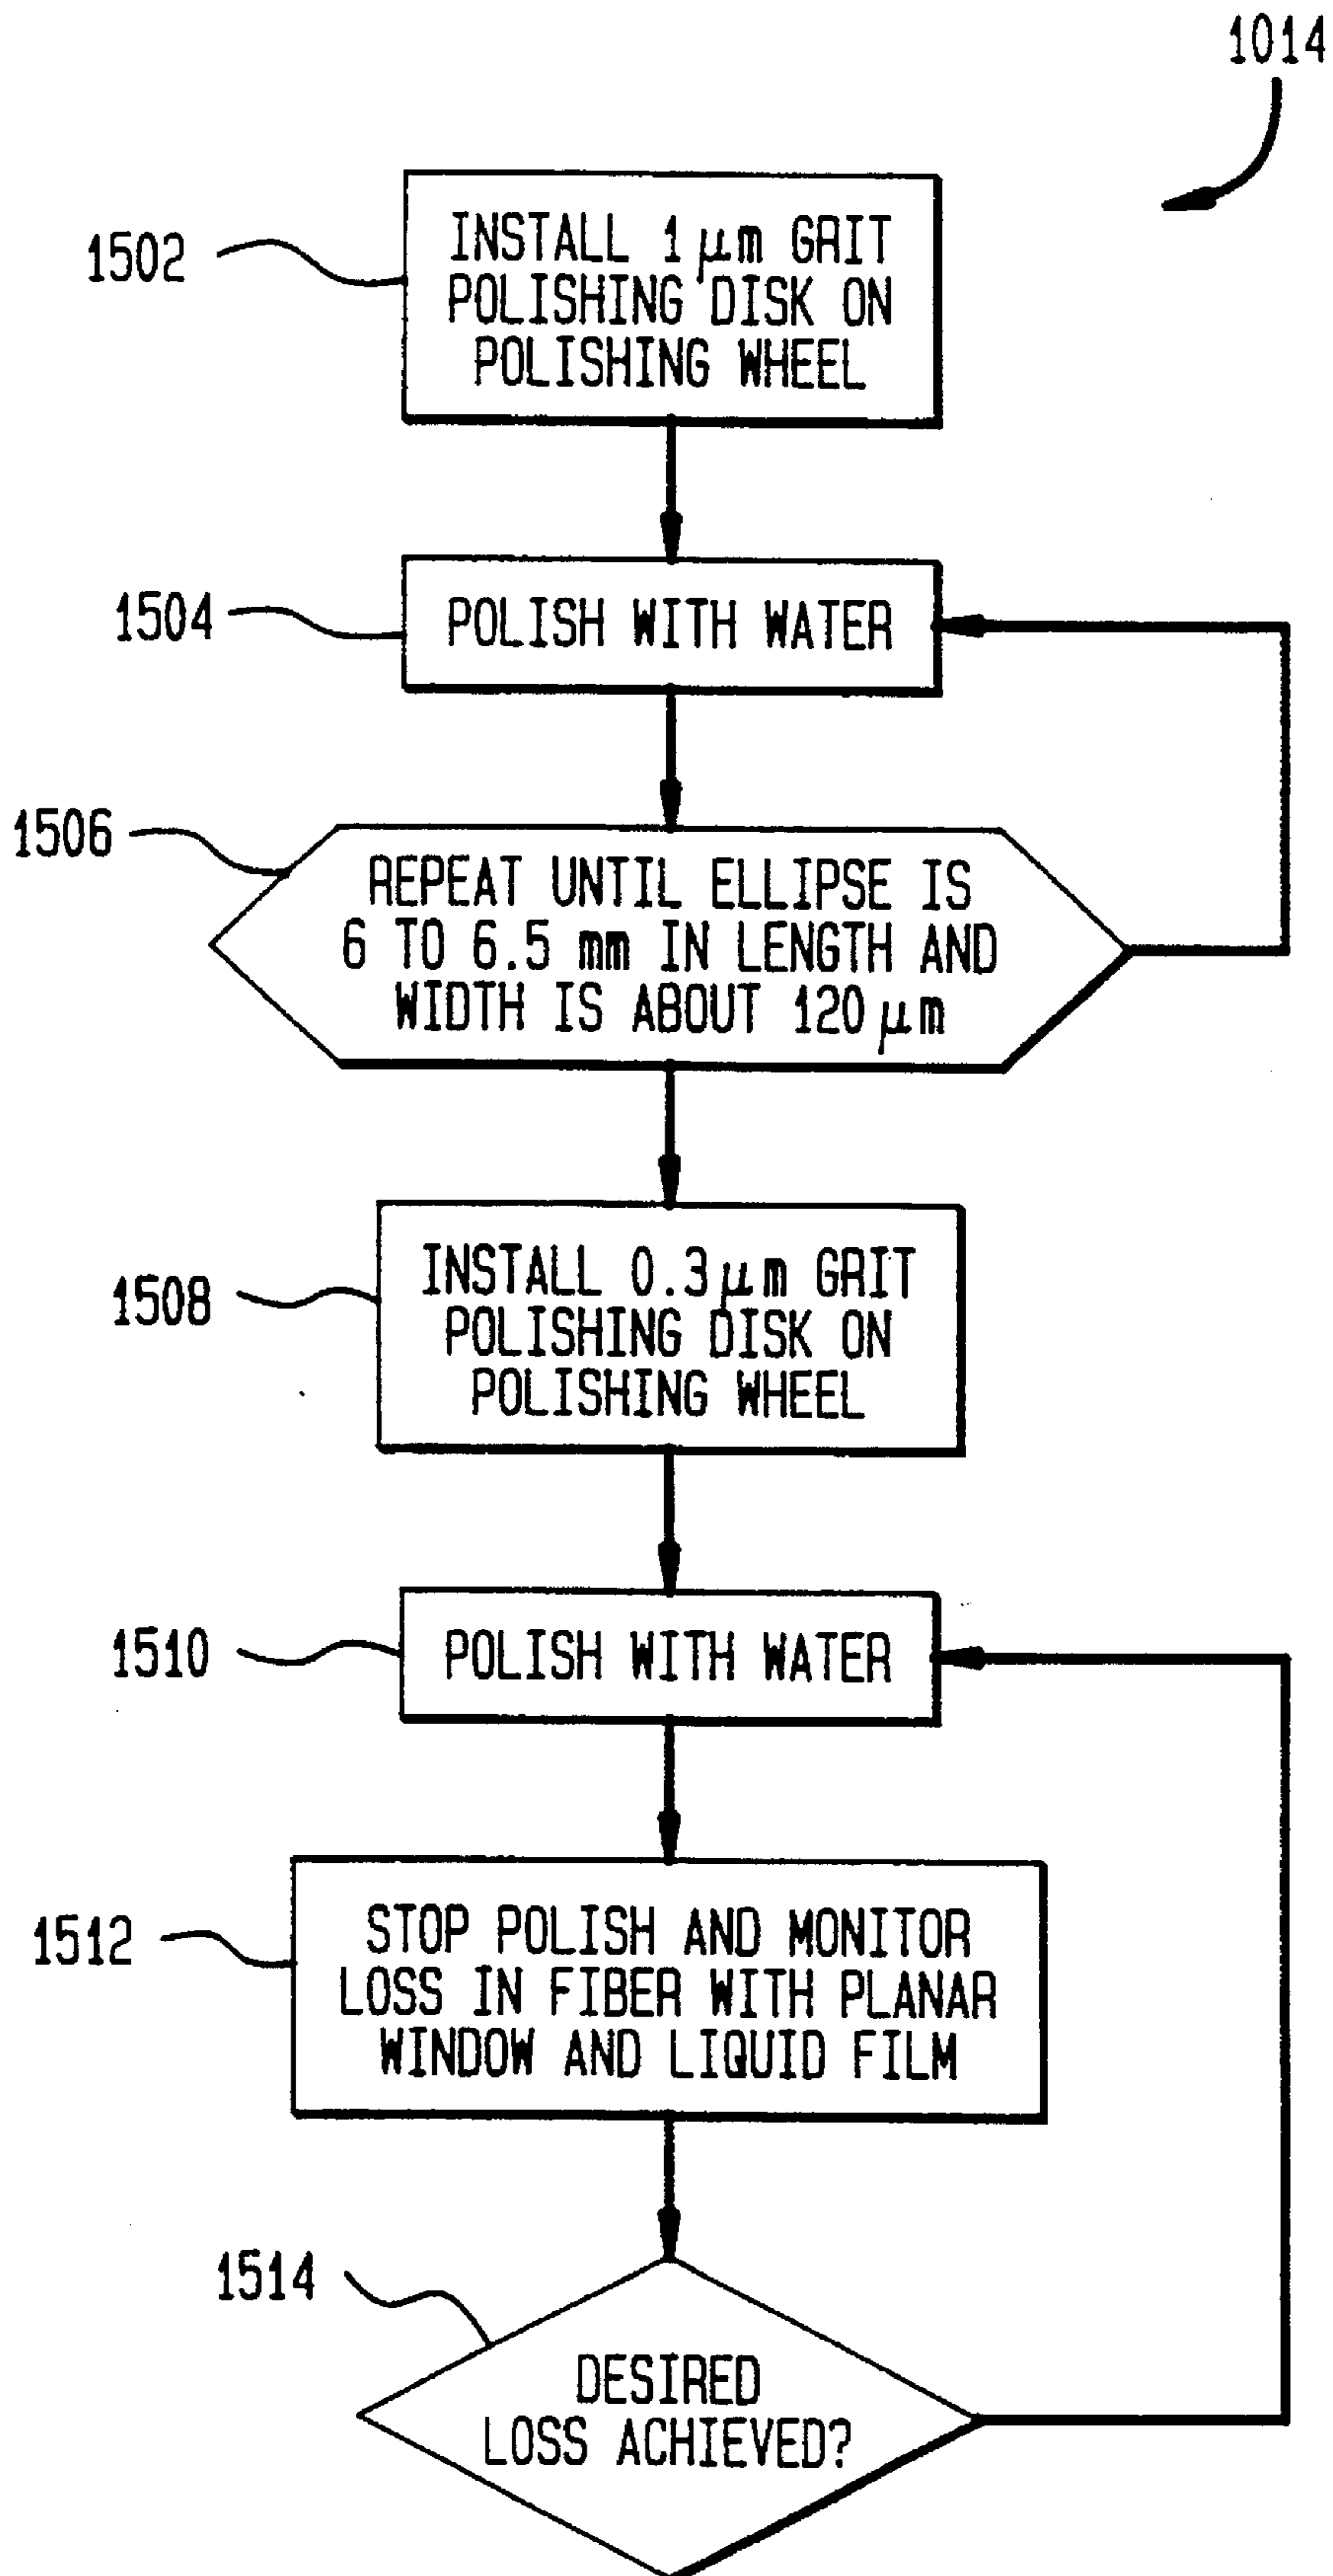 1014
1502
INSTALL 1 μm GRIT
POLISHING DISK ON
POLISHING WHEEL
1504
POLISH WITH WATER
1506
REPEAT UNTIL ELLIPSE IS
6 TO 6.5 mm IN LENGTH AND
WIDTH IS ABOUT 120 μm
1508
INSTALL 0.3 μm GRIT
POLISHING DISK ON
POLISHING WHEEL
1510
POLISH WITH WATER
1512
STOP POLISH AND MONITOR
LOSS IN FIBER WITH PLANAR
WINDOW AND LIQUID FILM
1514
DESIRED
LOSS ACHIEVED?